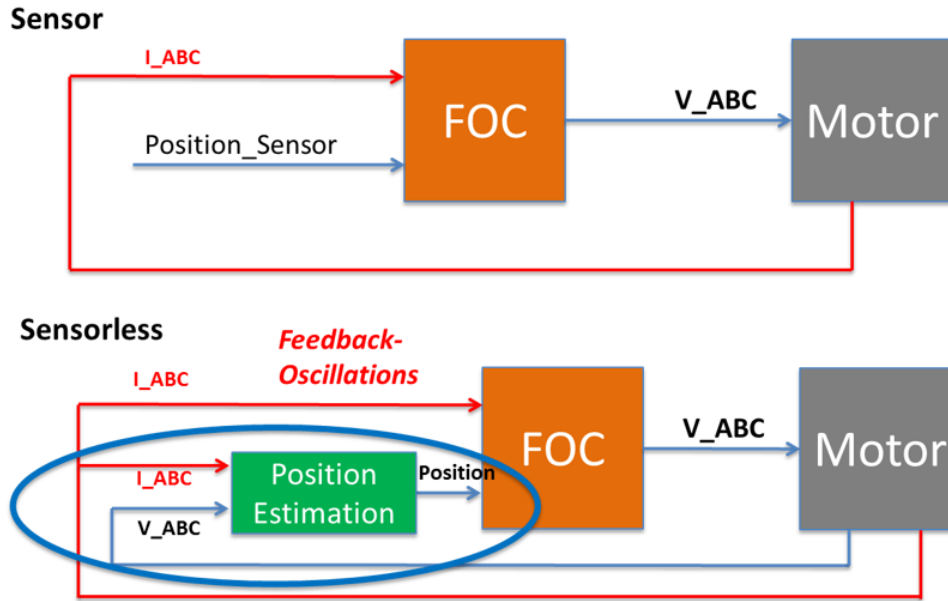 Sensor
I_ABC
FOC
V_ABC
Motor
Position_Sensor
Sensorless
Feedback-
Oscillations
I_ABC
FOC
V_ABC
Motor
I_ABC
Position
Estimation
Position
V_ABC